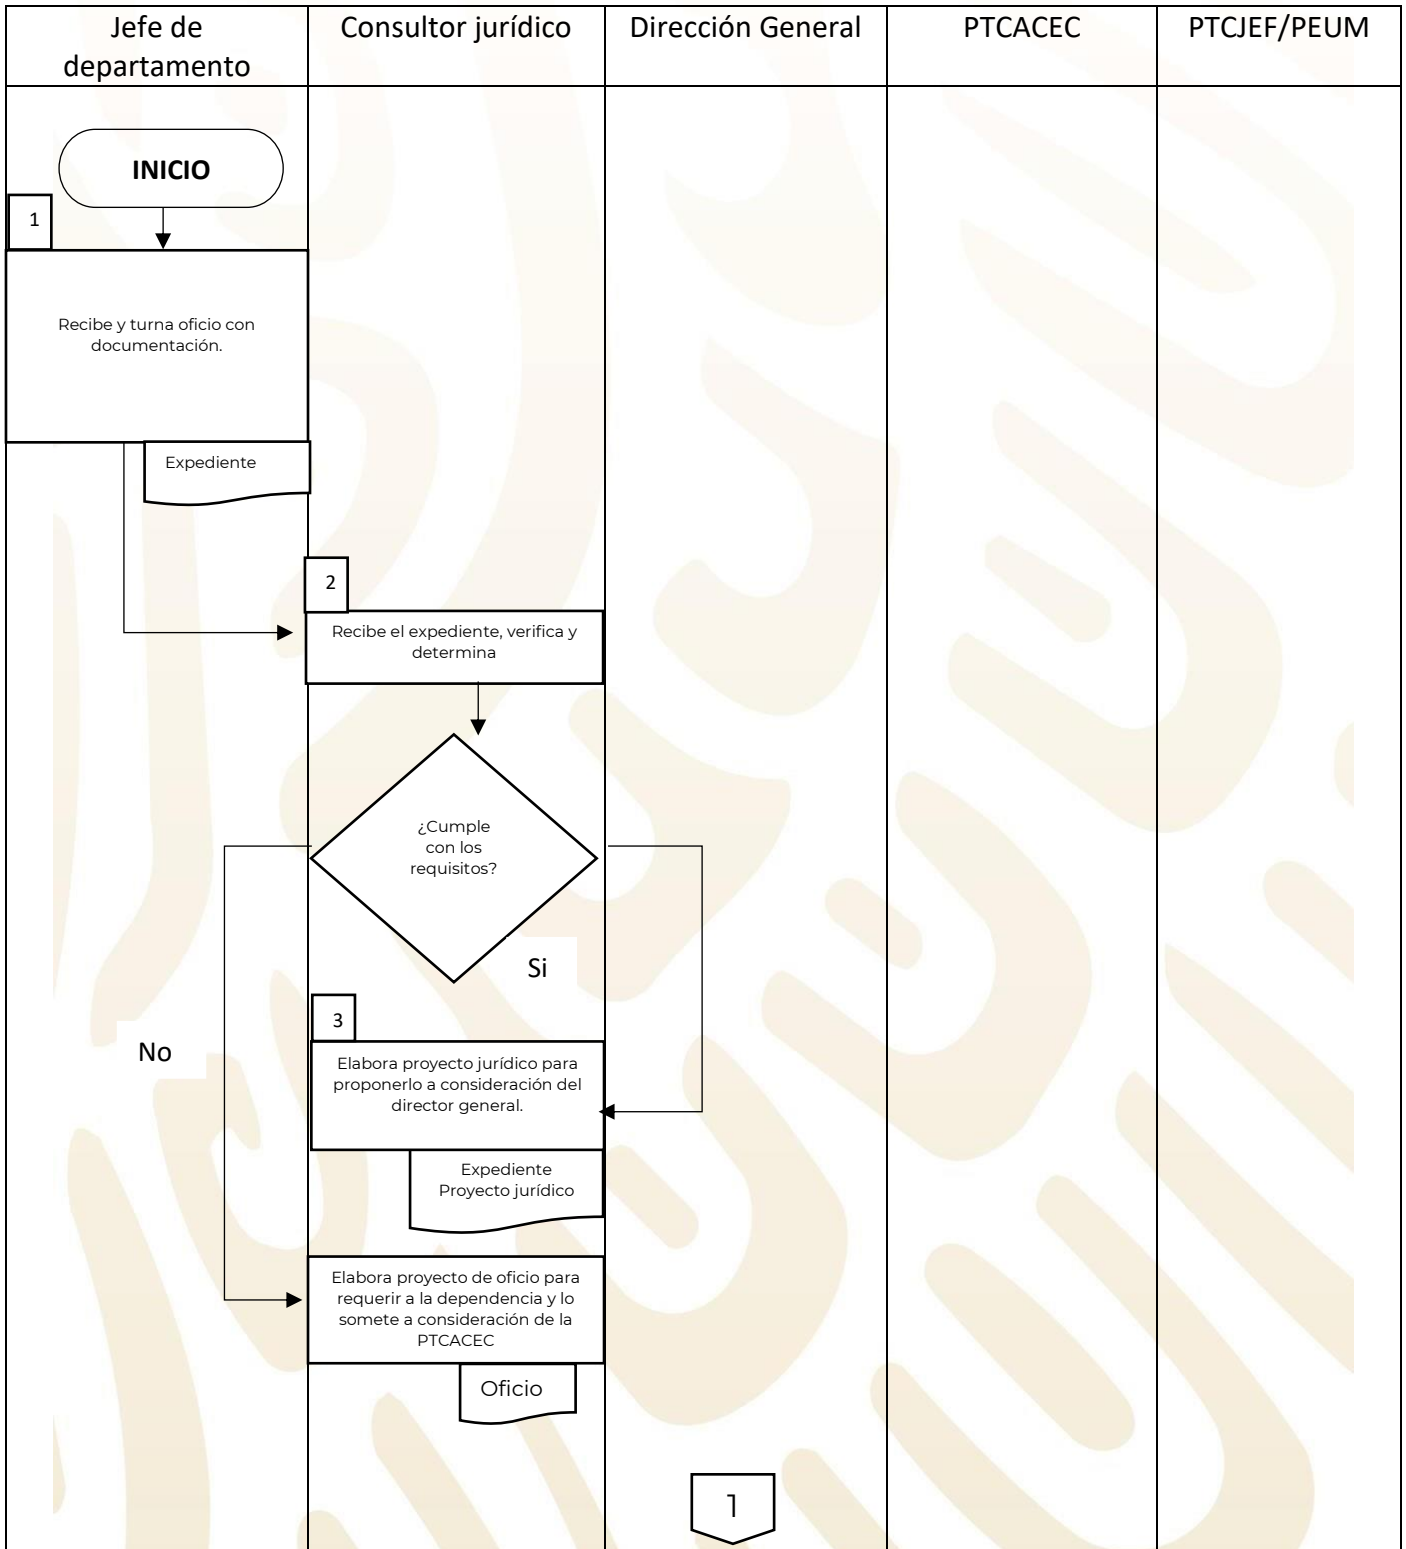 Jefe de
departamento
Consultor jurídico
Dirección General
PTCACEC
PTCJEF/PEUM
INICIO
1
Recibe y turna oficio con
documentación.
Expediente
2
Recibe el expediente, verifica y
determina
¿Cumple
con los
requisitos?
Si
No
3
Elabora proyecto jurídico para
proponerlo a consideración del
director general.
Expediente
Proyecto jurídico
Elabora proyecto de oficio para
requerir a la dependencia y lo
somete a consideración de la
PTCACEC
Oficio
1